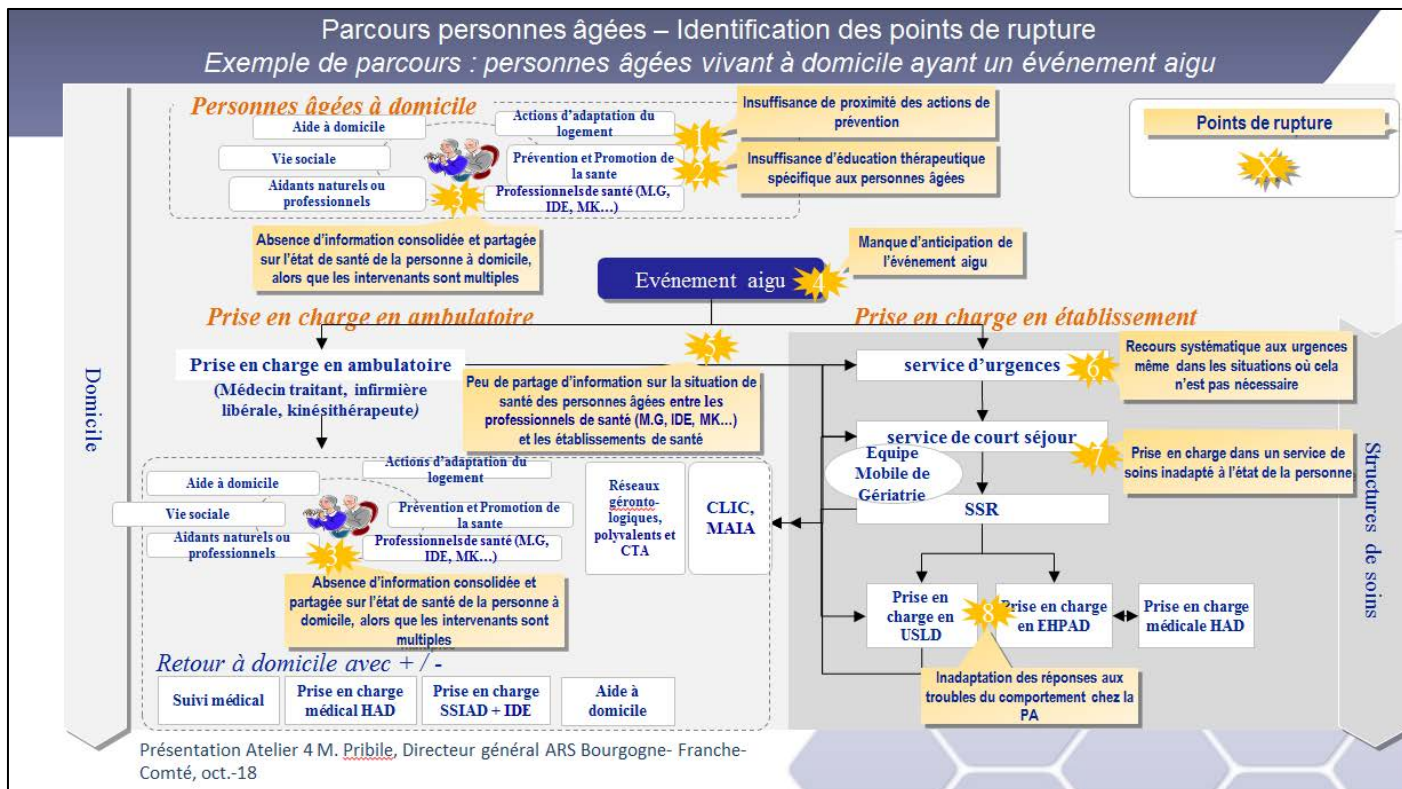 Parcours personnes âgées – Identification des points de rupture
Exemple de parcours : personnes âgées vivant à domicile ayant un événement aigu
Personnes âgées à domicile
Aide à domicile
Vie sociale
Aidants naturels ou
professionnels
Actions d'adaptation du
logement
Prévention et Promotion de
la sante
Professionnels de santé (M.G,
IDE, MK…)
1
Insuffisance de proximité des actions de
prévention
2
Insuffisance d'éducation thérapeutique
spécifique aux personnes âgées
3
Absence d'information consolidée et partagée
sur l'état de santé de la personne à domicile,
alors que les intervenants sont multiples
Points de rupture
X
Evénement aigu
4
Manque d'anticipation de
l'événement aigu
Domicile
Structures de soins
Prise en charge en ambulatoire
Prise en charge en établissement
Prise en charge en ambulatoire
(Médecin traitant, infirmière
libérale, kinésithérapeute)
5
Peu de partage d'information sur la situation de
santé des personnes âgées entre les
professionnels de santé (M.G, IDE, MK…)
et les établissements de santé
service d'urgences
6
Recours systématique aux urgences
même dans les situations où cela
n'est pas nécessaire
service de court séjour
7
Prise en charge dans un service de
soins inadapté à l'état de la personne
Equipe
Mobile de
Gériatrie
SSR
Aide à domicile
Vie sociale
Aidants naturels ou
professionnels
Actions d'adaptation du
logement
Prévention et Promotion de
la sante
Professionnels de santé (M.G,
IDE, MK…)
3
Absence d'information consolidée et
partagée sur l'état de santé de la personne à
domicile, alors que les intervenants sont
multiples
Réseaux
géronto-
logiques,
polyvalents et
CTA
CLIC,
MAIA
Prise en
charge en
USLD
8
Prise en charge
en EHPAD
Prise en charge
médicale HAD
Inadaptation des réponses aux
troubles du comportement chez la
PA
Retour à domicile avec + / -
Suivi médical
Prise en charge
médical HAD
Prise en charge
SSIAD + IDE
Aide à
domicile
Présentation Atelier 4 M. Pribile, Directeur général ARS Bourgogne- Franche-
Comté, oct.-18